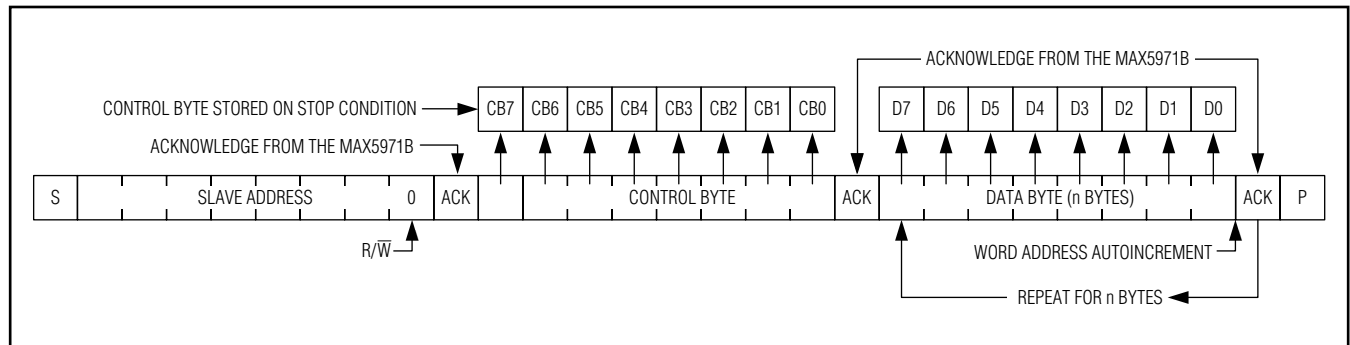 ACKNOWLEDGE FROM THE MAX5971B
CONTROL BYTE STORED ON STOP CONDITION
CB7 CB6 CB5 CB4 CB3 CB2 CB1 CB0
D7 D6 D5 D4 D3 D2 D1 D0
ACKNOWLEDGE FROM THE MAX5971B
S SLAVE ADDRESS 0 ACK CONTROL BYTE ACK DATA BYTE (n BYTES) ACK P
R/W̅
WORD ADDRESS AUTOINCREMENT
REPEAT FOR n BYTES